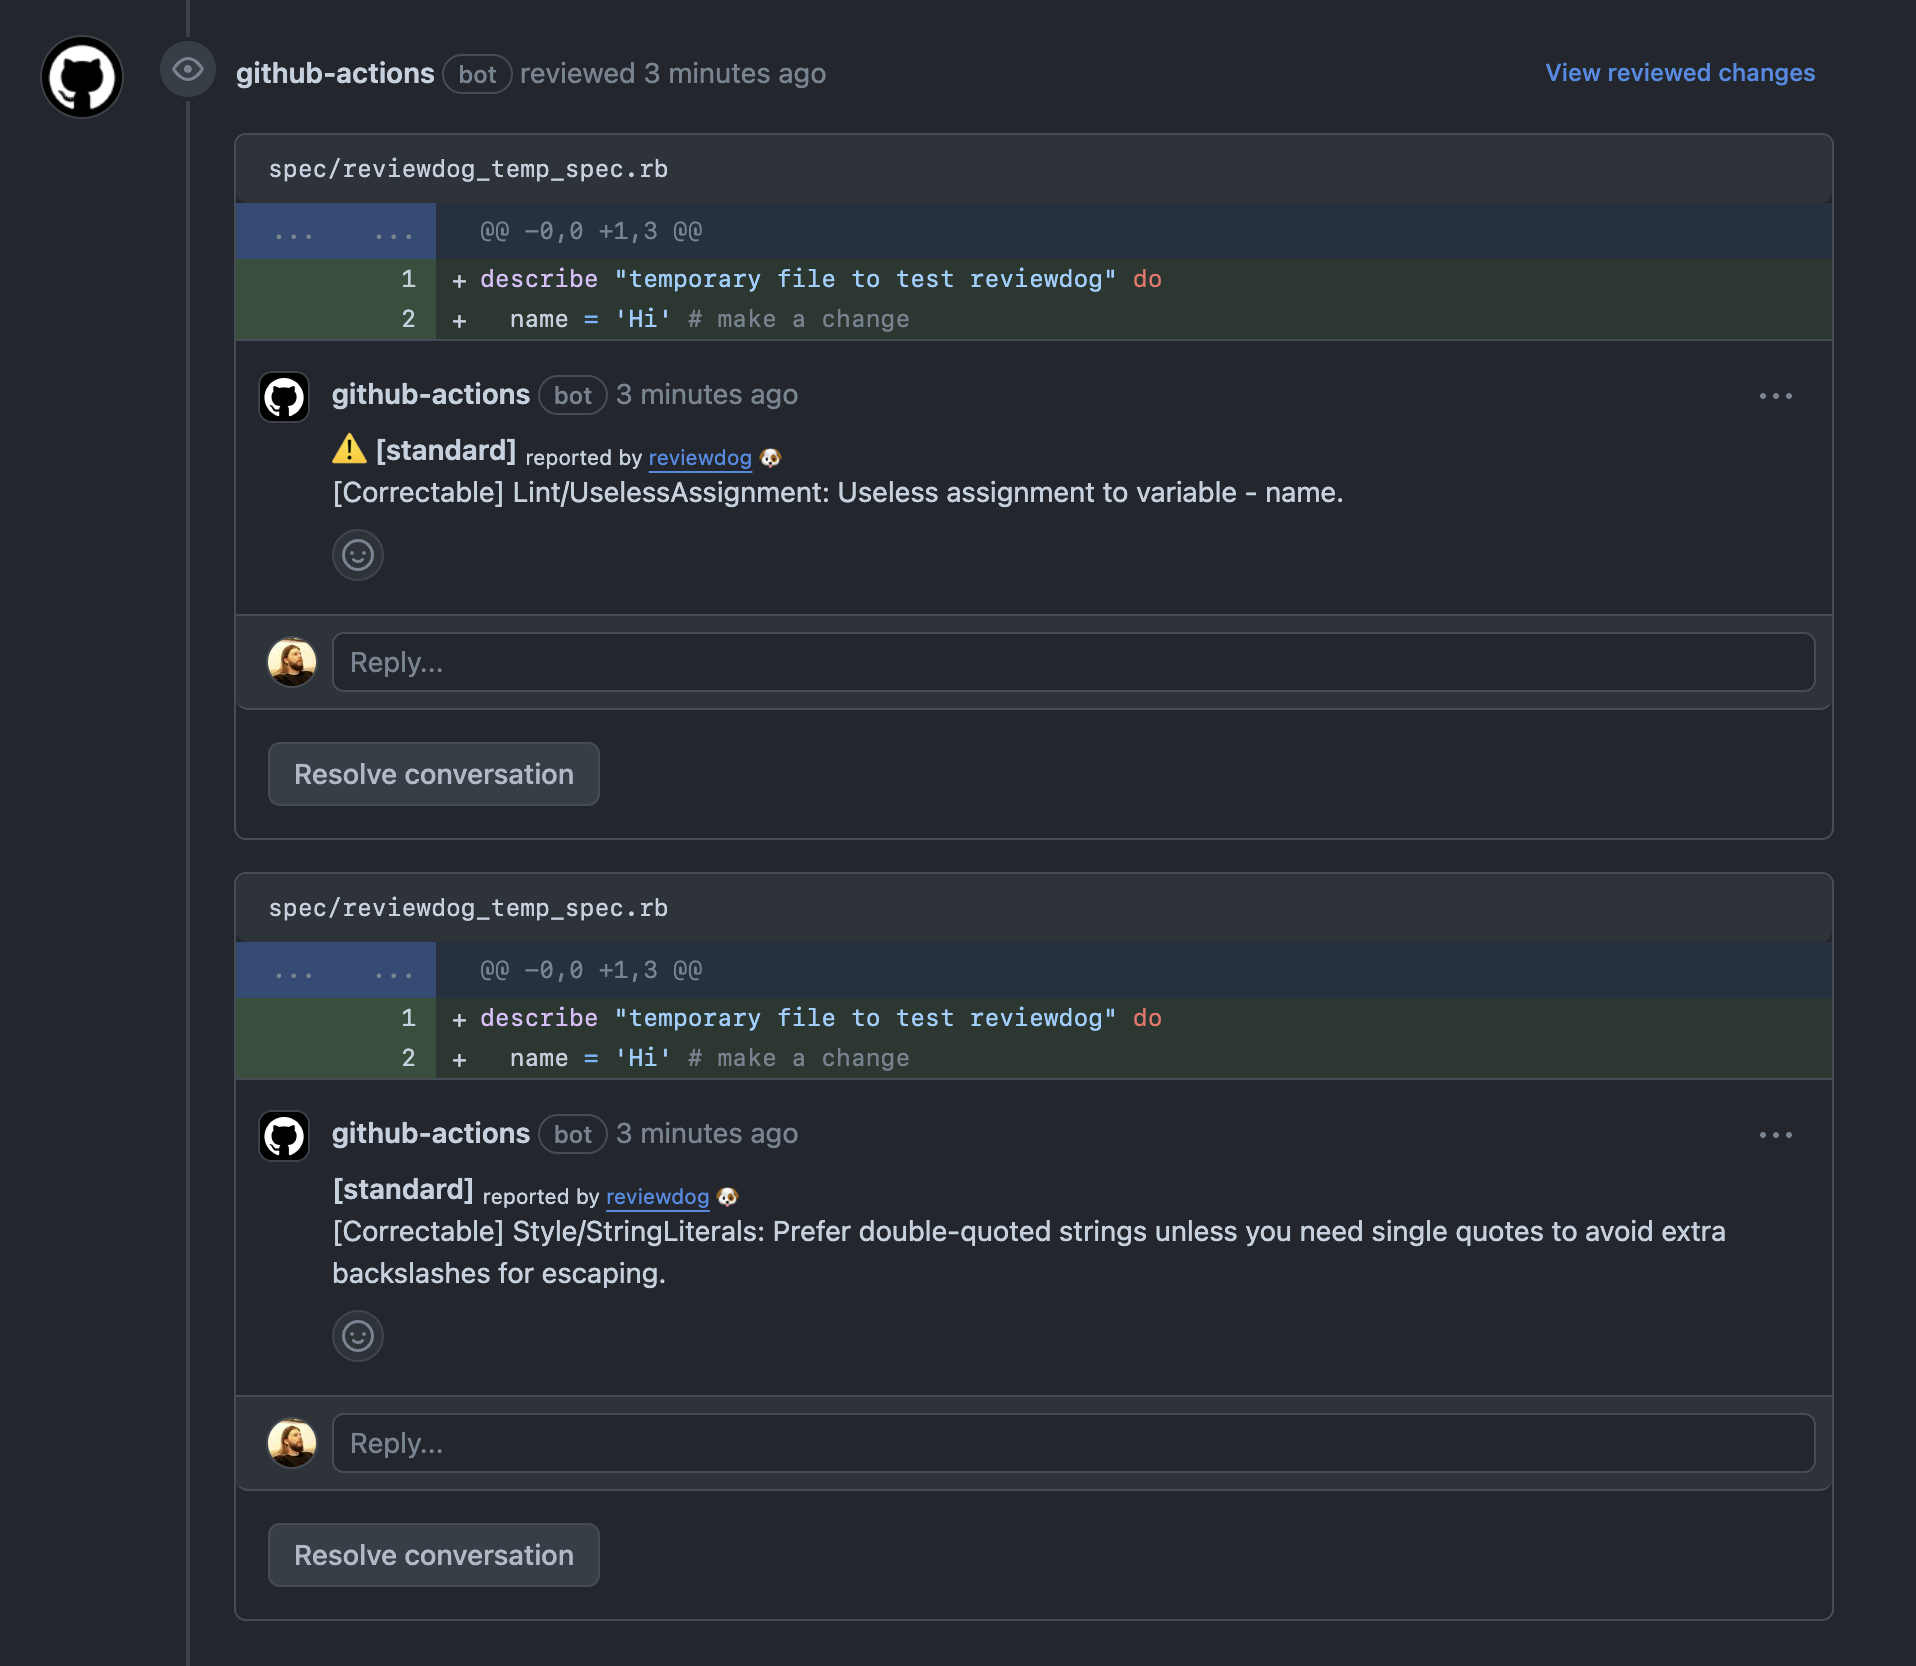 github-actions bot reviewed 3 minutes ago View reviewed changes
spec/reviewdog_temp_spec.rb
... ... @@ −0,0 +1,3 @@
1 + describe "temporary file to test reviewdog" do
2 + name = 'Hi' # make a change
github-actions bot 3 minutes ago ...
⚠️ [standard] reported by reviewdog 🐶
[Correctable] Lint/UselessAssignment: Useless assignment to variable - name.
Reply...
Resolve conversation
spec/reviewdog_temp_spec.rb
... ... @@ −0,0 +1,3 @@
1 + describe "temporary file to test reviewdog" do
2 + name = 'Hi' # make a change
github-actions bot 3 minutes ago ...
[standard] reported by reviewdog 🐶
[Correctable] Style/StringLiterals: Prefer double-quoted strings unless you need single quotes to avoid extra
backslashes for escaping.
Reply...
Resolve conversation